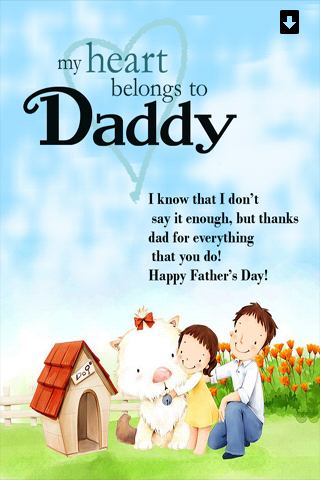 my heart
belongs to
Daddy
I know that I don't
say it enough, but thanks
dad for everything
that you do!
Happy Father's Day!
Dog